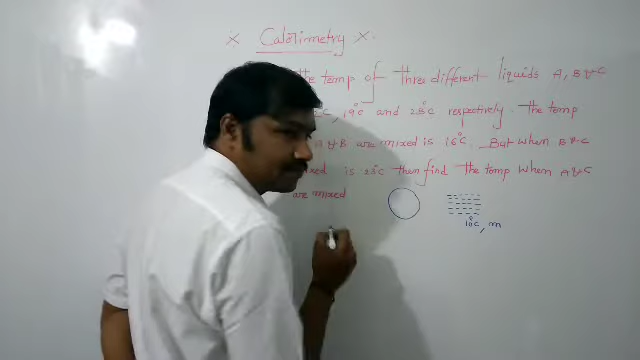 × Calorimetry ×
the temp of three different liquids A, B & C
19°c and 28°c respectively the temp
A & B are mixed is 16°c. But when B & C
mixed is 23°c then find the temp when A & C
are mixed
10°c, m